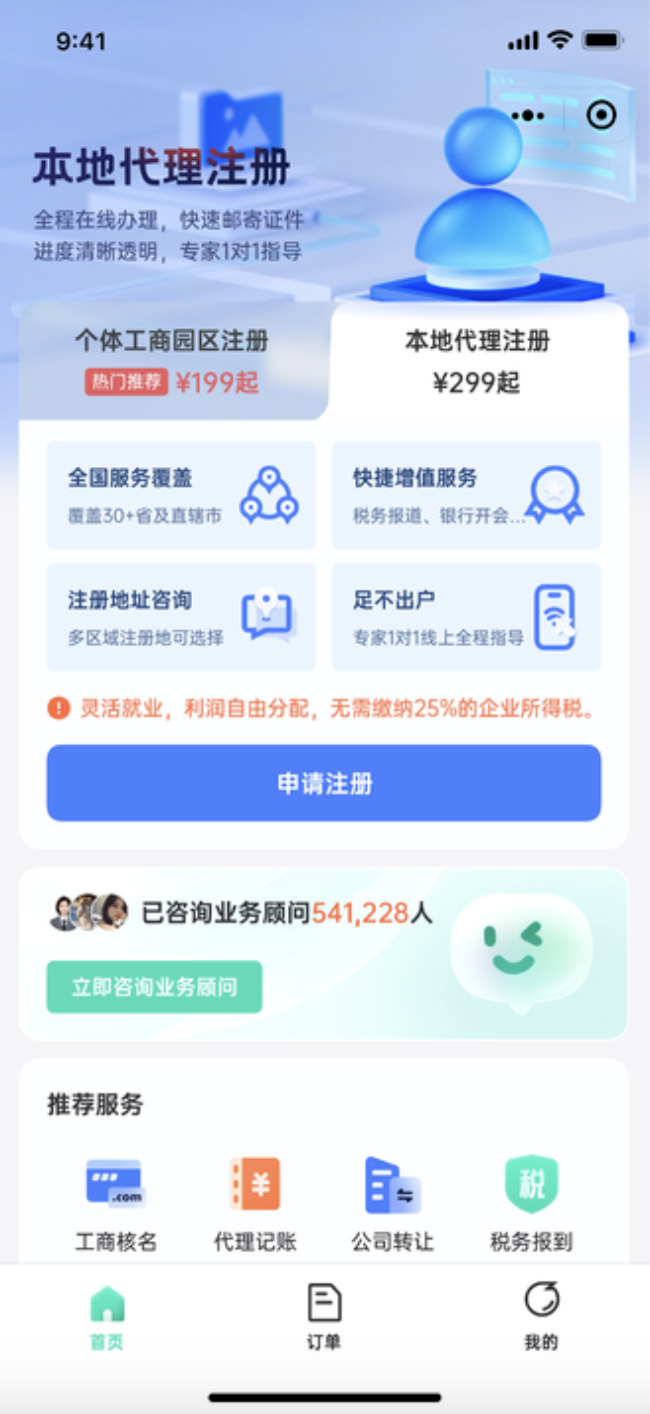 9:41
本地代理注册
全程在线办理，快速邮寄证件
进度清晰透明，专家1对1指导
个体工商园区注册
热门推荐 ¥199起
本地代理注册
¥299起
全国服务覆盖
覆盖30+省及直辖市
快捷增值服务
税务报道、银行开会...
注册地址咨询
多区域注册地可选择
足不出户
专家1对1线上全程指导
灵活就业，利润自由分配，无需缴纳25%的企业所得税。
申请注册
已咨询业务顾问541,228人
立即咨询业务顾问
推荐服务
.com
¥
税
工商核名
代理记账
公司转让
税务报到
首页
订单
我的